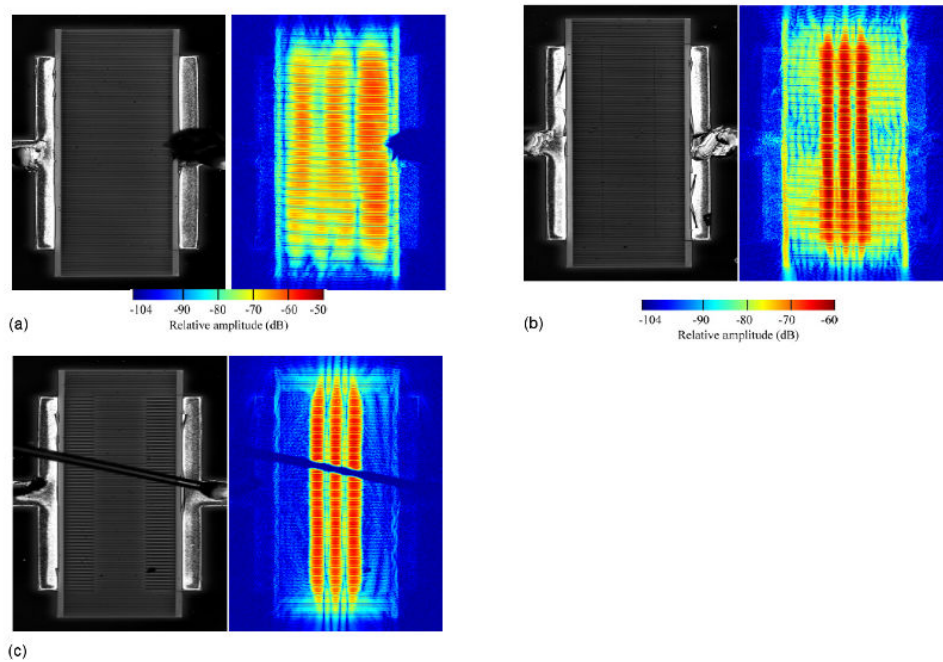 -104 -90 -80 -70 -60 -50
Relative amplitude (dB)
(a)
-104 -90 -80 -70 -60
Relative amplitude (dB)
(b)
(c)